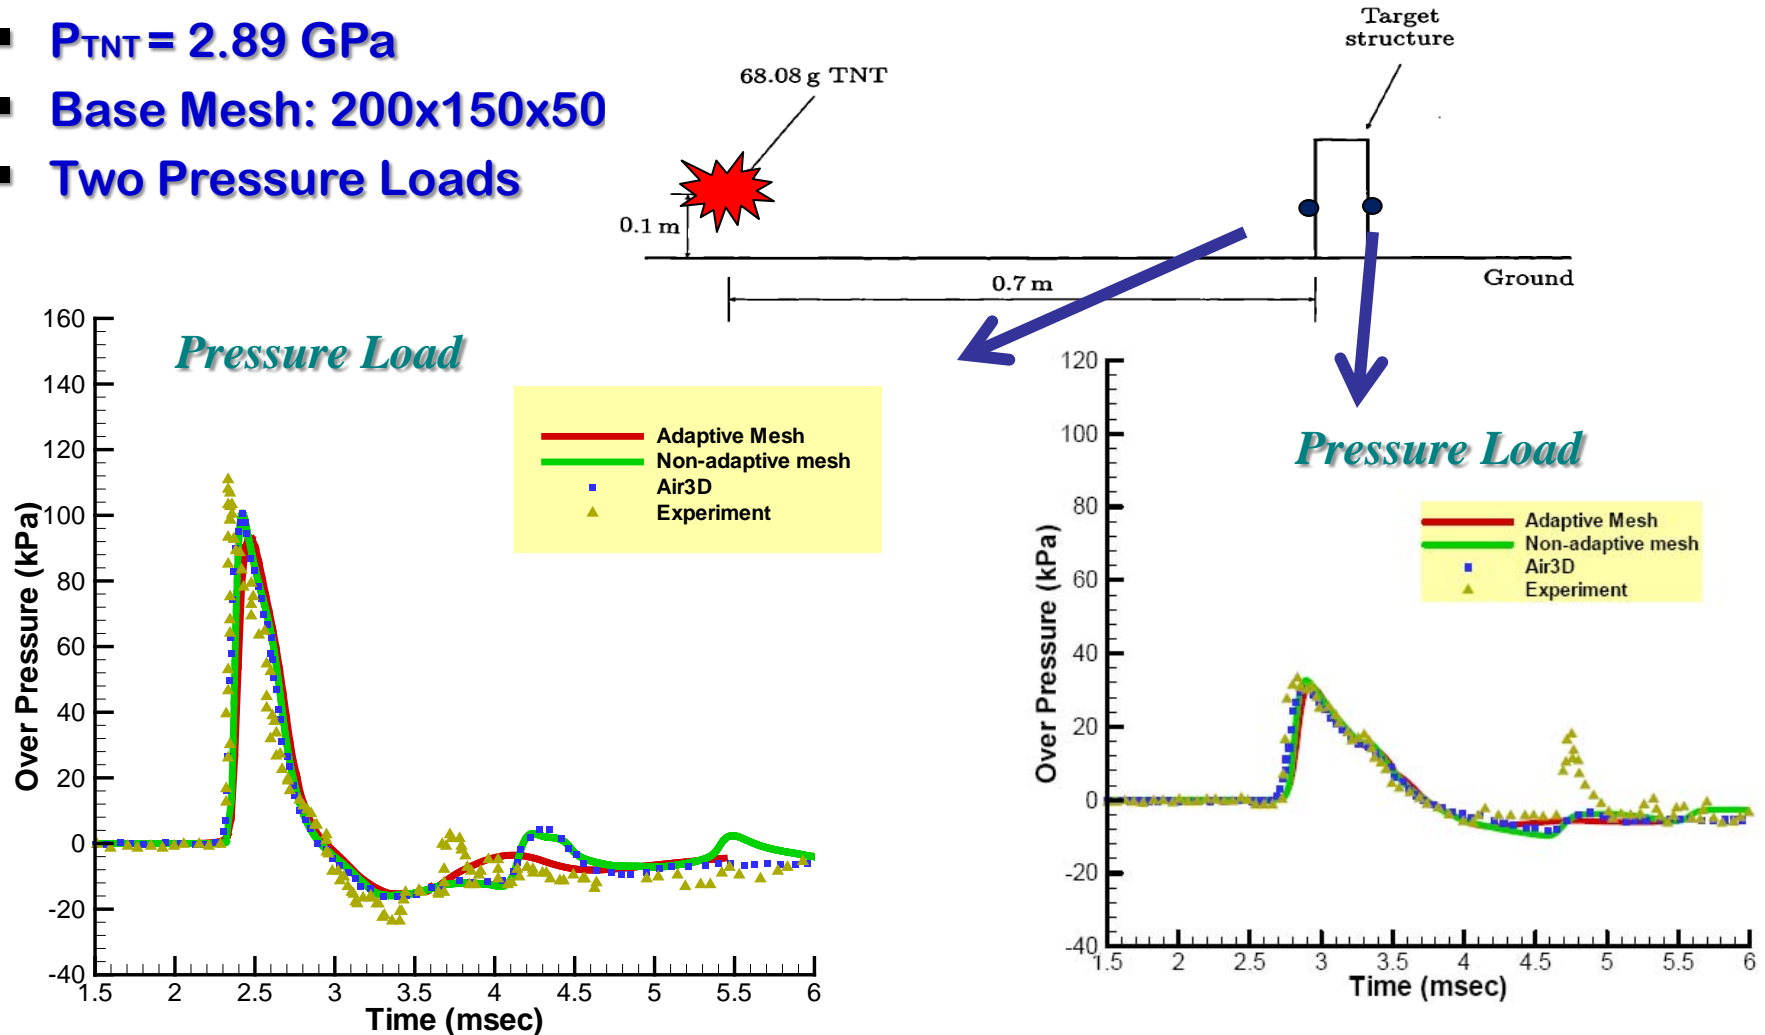 PTNT = 2.89 GPa
Base Mesh: 200x150x50
Two Pressure Loads
Target
structure
68.08 g TNT
0.1 m
0.7 m
Ground
Pressure Load
160
140
120
100
80
60
40
20
0
-20
-40
Over Pressure (kPa)
Adaptive Mesh
Non-adaptive mesh
Air3D
Experiment
1.5 2 2.5 3 3.5 4 4.5 5 5.5 6
Time (msec)
Pressure Load
120
100
80
60
40
20
0
-20
-40
Over Pressure (kPa)
Adaptive Mesh
Non-adaptive mesh
Air3D
Experiment
1.5 2 2.5 3 3.5 4 4.5 5 5.5 6
Time (msec)